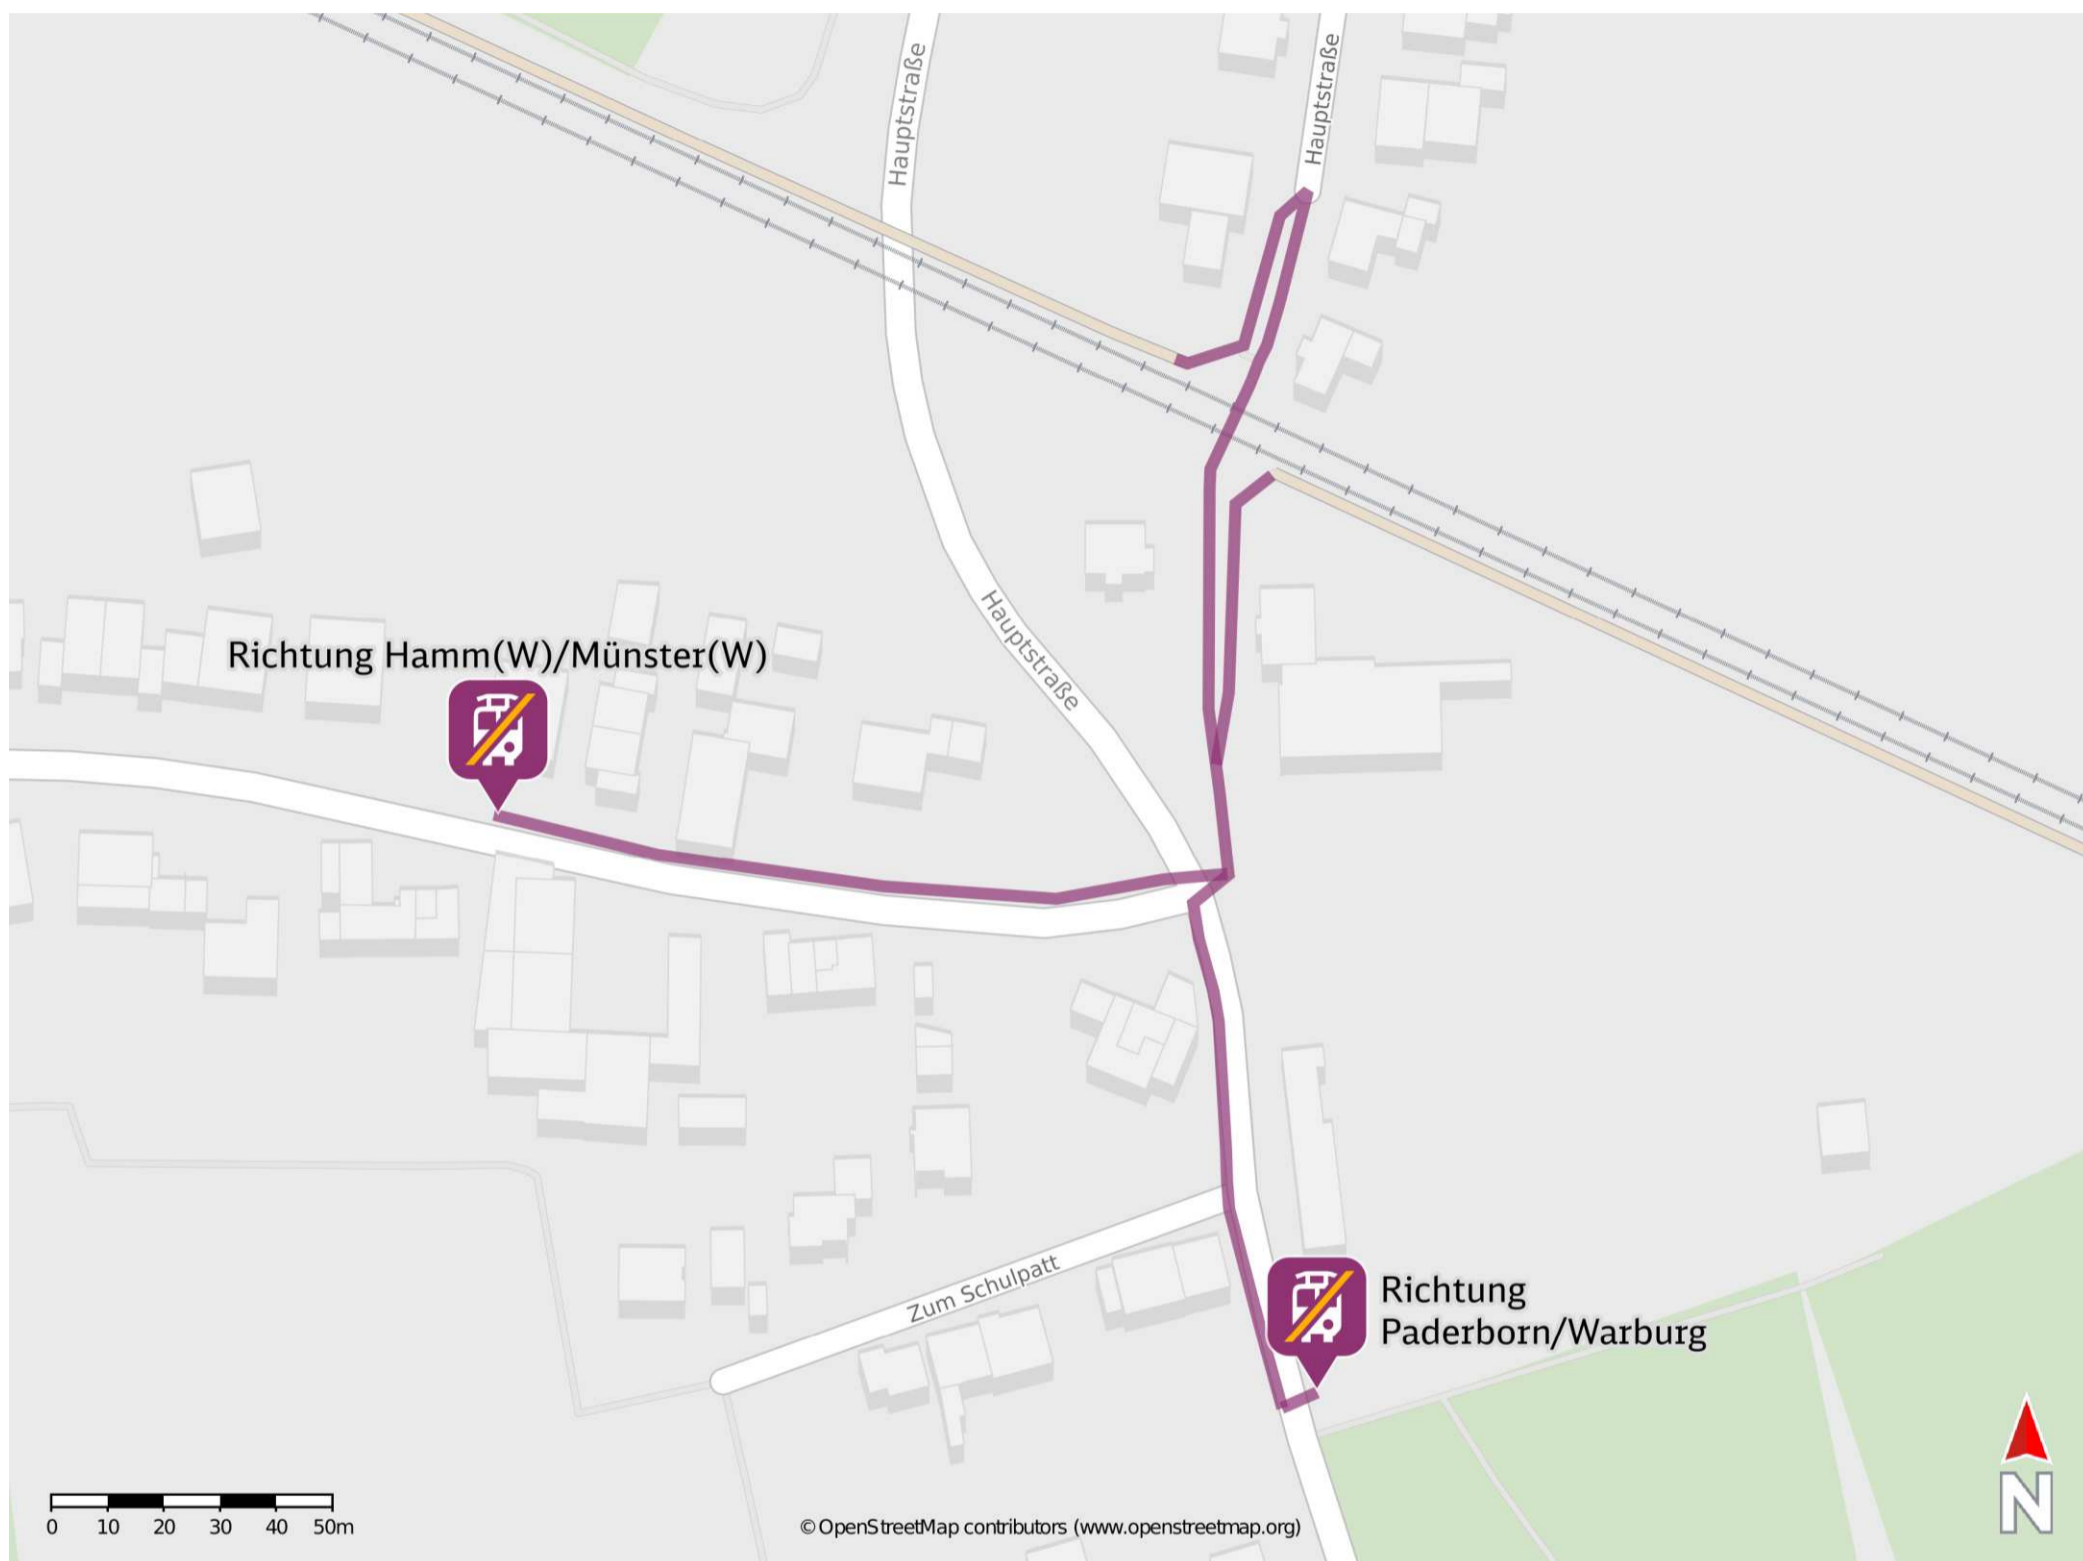 Hauptstraße
Hauptstraße
Hauptstraße
Richtung Hamm(W)/Münster(W)
Zum Schulpatt
Richtung
Paderborn/Warburg
0 10 20 30 40 50m
© OpenStreetMap contributors (www.openstreetmap.org)
N